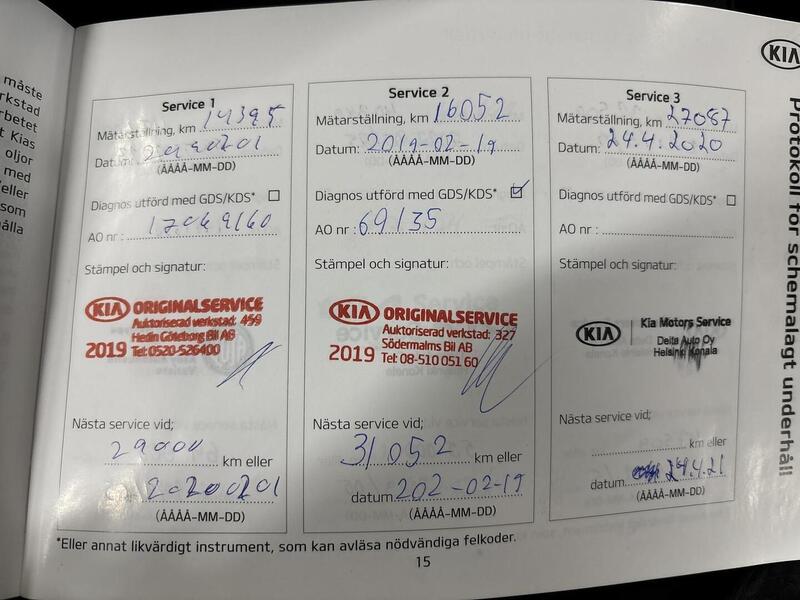 måste
rkstad
arbetet
t Kias
oljor
med
/eller
som
hålla
KIA
Protokoll för schemalagt underhåll
Service 1
Mätarställning, km 14395
Datum:
(ÅÅÅÅ-MM-DD)
Diagnos utförd med GDS/KDS*
AO nr :
Stämpel och signatur:
KIA ORIGINALSERVICE
Auktoriserad verkstad: 459
Hedin Göteborg Bil AB
2019 Tel: 0520-526400
Nästa service vid;
29000 km eller
2020201
(ÅÅÅÅ-MM-DD)
Service 2
Mätarställning, km 16052
Datum: 2019-02-19
(ÅÅÅÅ-MM-DD)
Diagnos utförd med GDS/KDS*
AO nr : 69135
Stämpel och signatur:
KIA ORIGINALSERVICE
Auktoriserad verkstad: 327
Södermalms Bil AB
2019 Tel: 08-510 051 60
Nästa service vid;
31052 km eller
datum 202-02-19
(ÅÅÅÅ-MM-DD)
Service 3
Mätarställning, km 27087
Datum: 24.4.2020
(ÅÅÅÅ-MM-DD)
Diagnos utförd med GDS/KDS*
AO nr :
Stämpel och signatur:
KIA Kia Motors Service
Delta Auto Oy
Helsinki Konala
Nästa service vid;
km eller
datum 24.4.21
(ÅÅÅÅ-MM-DD)
*Eller annat likvärdigt instrument, som kan avläsa nödvändiga felkoder.
15